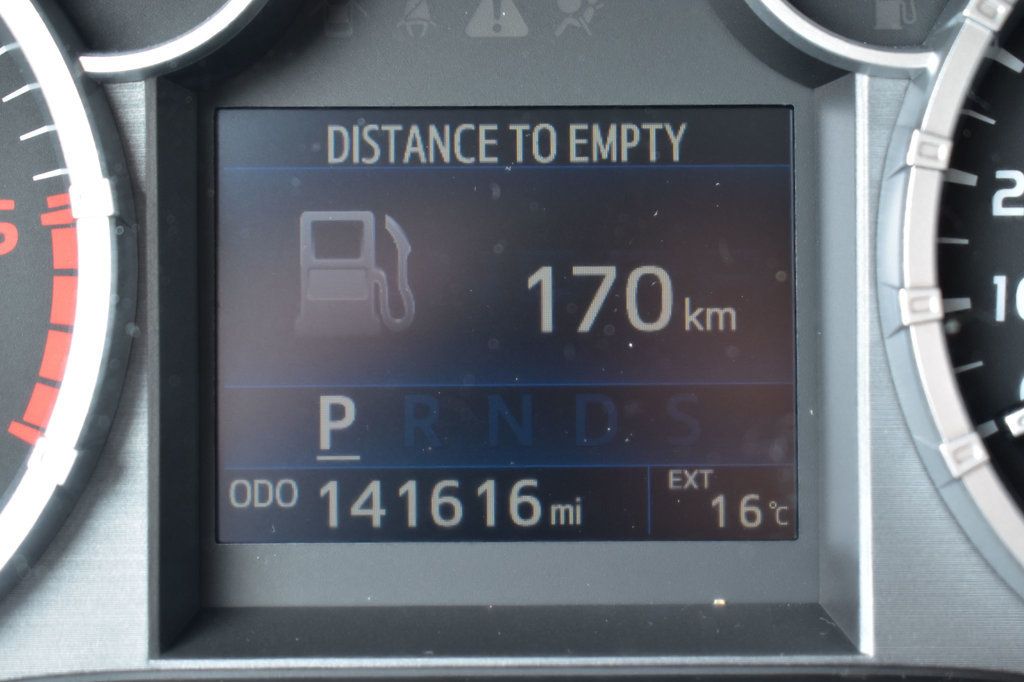 DISTANCE TO EMPTY
170 km
P R N D S
ODO 141616 mi
EXT
16 °C